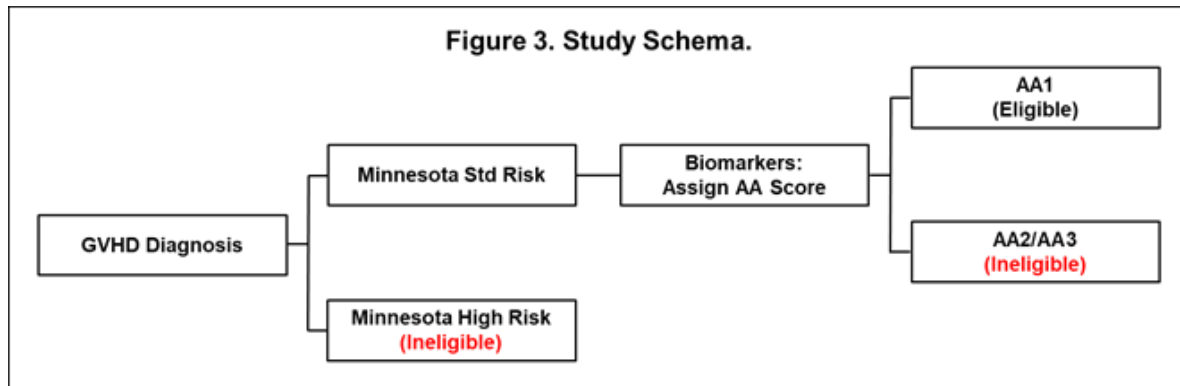 Figure 3. Study Schema.
AA1
(Eligible)
Minnesota Std Risk
Biomarkers:
Assign AA Score
GVHD Diagnosis
AA2/AA3
(Ineligible)
Minnesota High Risk
(Ineligible)